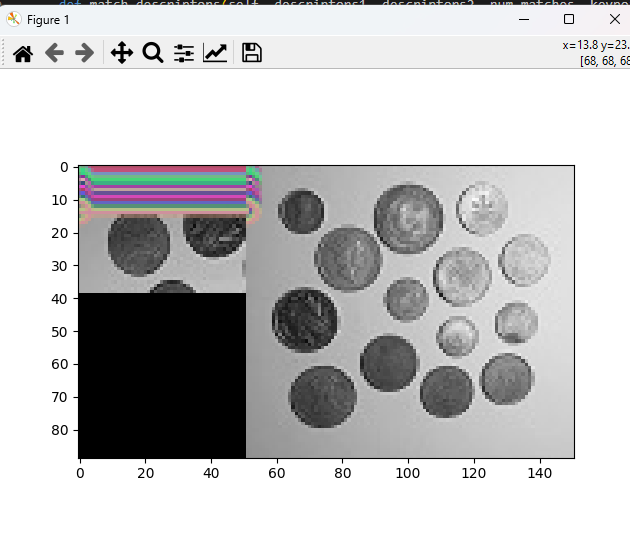 def match_descriptors(self, descriptors1, descriptors2, num_matches, keypo
Figure 1
x=13.8 y=23.
[68, 68, 68
0
10
20
30
40
50
60
70
80
0 20 40 60 80 100 120 140